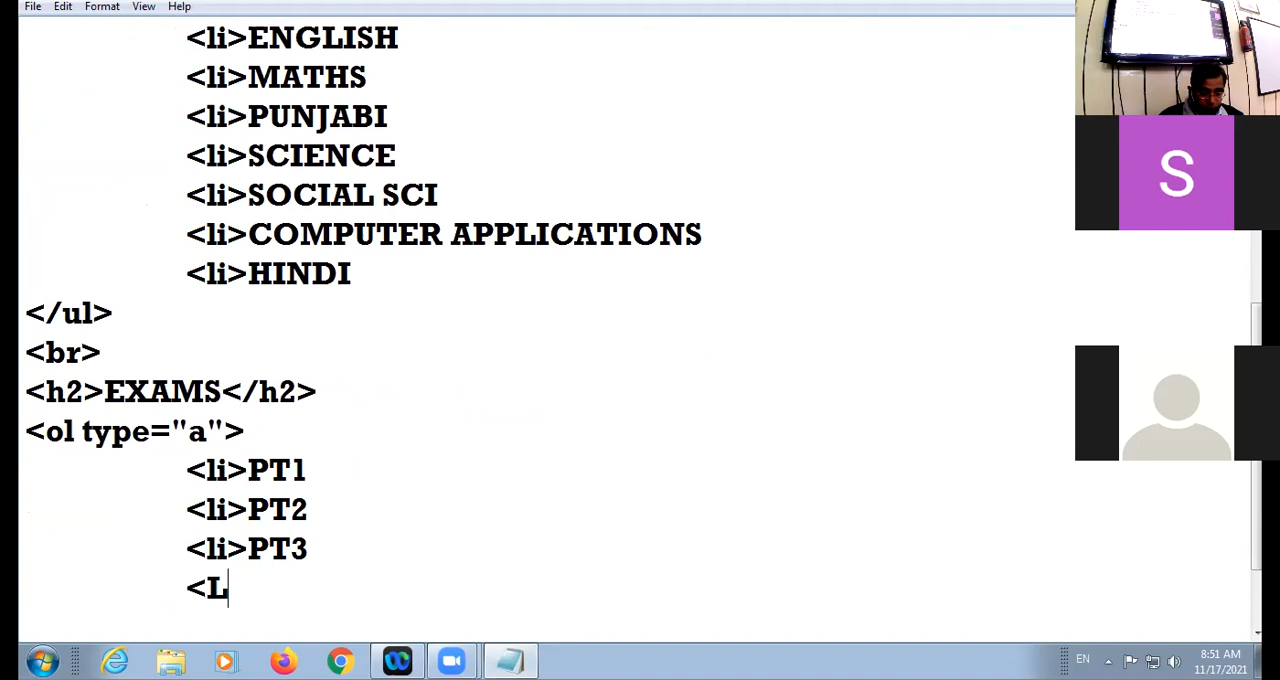 File Edit Format View Help
<li>ENGLISH
<li>MATHS
<li>PUNJABI
<li>SCIENCE
<li>SOCIAL SCI
<li>COMPUTER APPLICATIONS
<li>HINDI
</ul>
<br>
<h2>EXAMS</h2>
<ol type="a">
<li>PT1
<li>PT2
<li>PT3
<L
S
EN
8:51 AM
11/17/2021